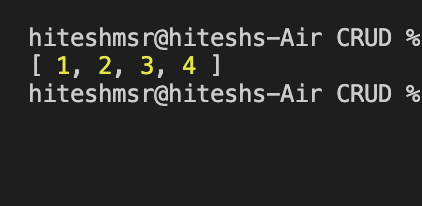 hiteshmsr@hiteshs-Air CRUD %
[ 1, 2, 3, 4 ]
hiteshmsr@hiteshs-Air CRUD %